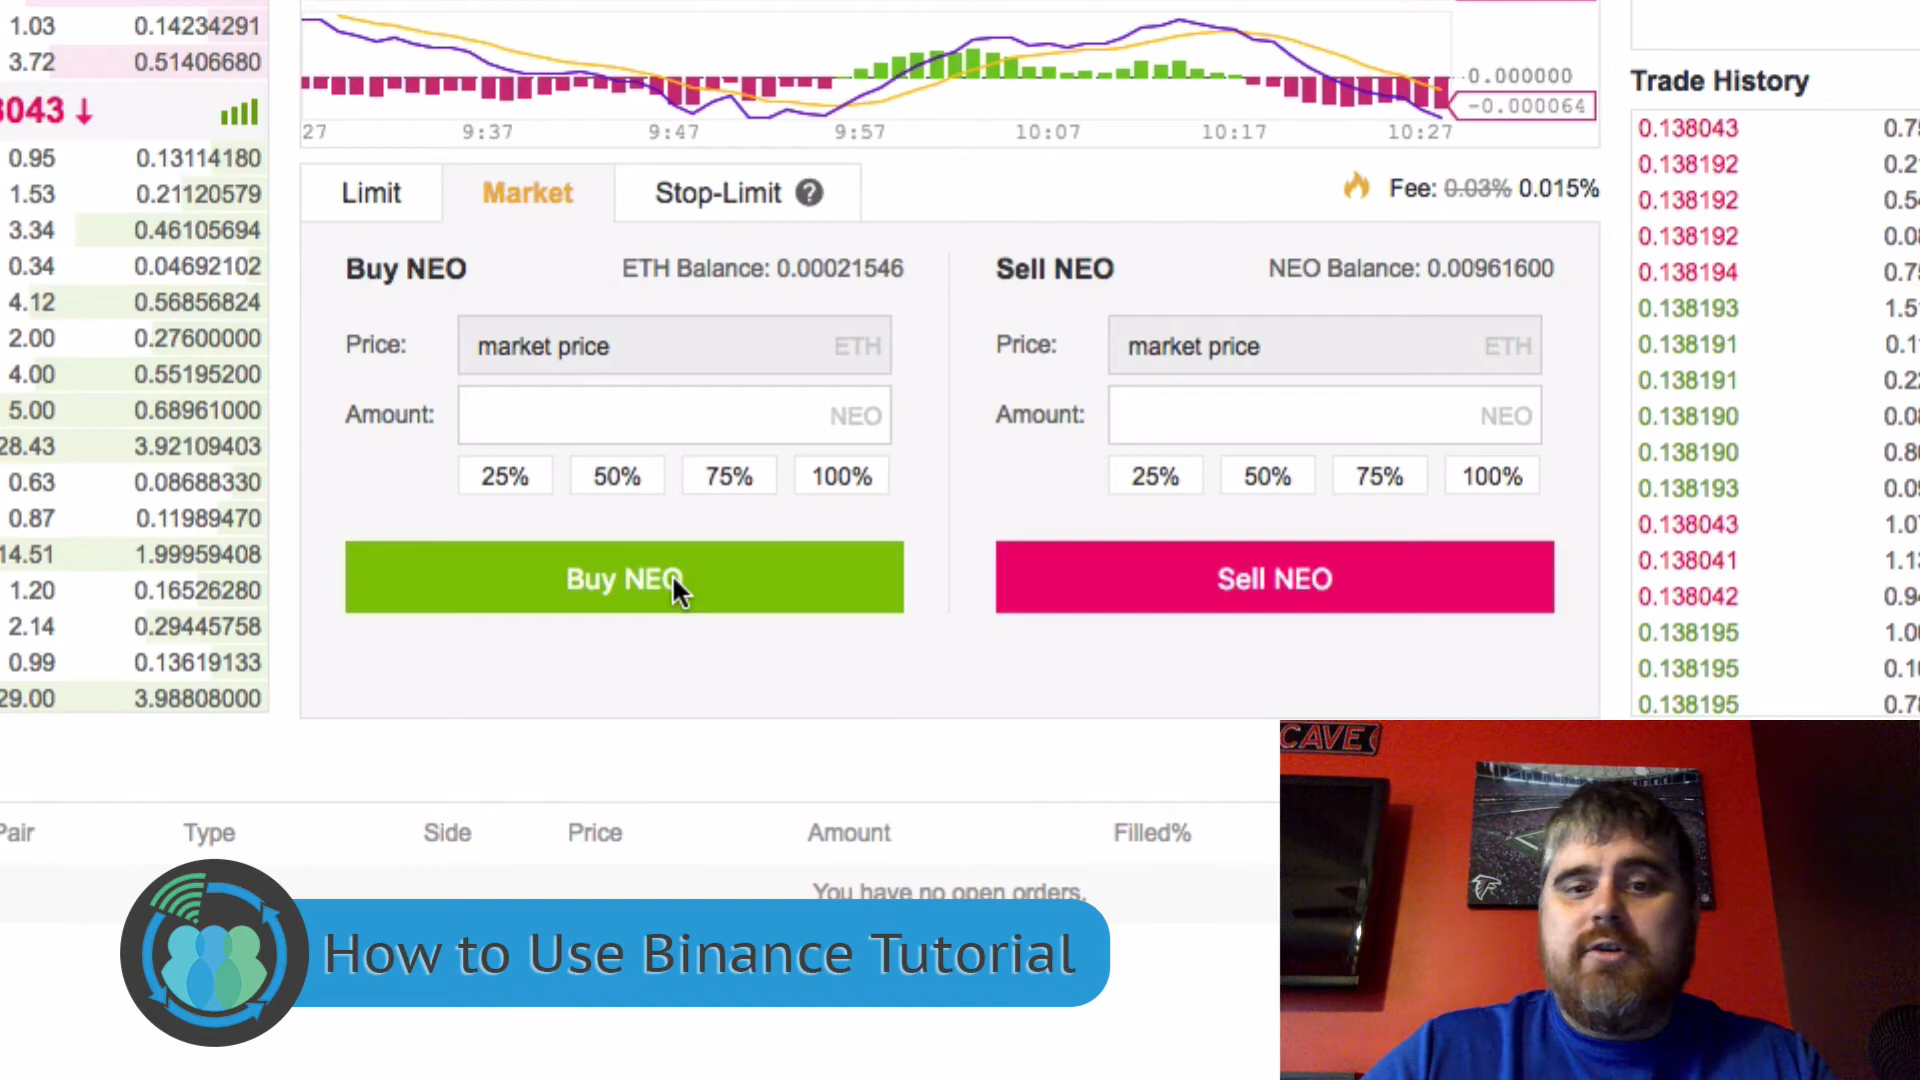 1.03 0.14234291
3.72 0.51406680
8043 ↓
0.95 0.13114180
1.53 0.21120579
3.34 0.46105694
0.34 0.04692102
4.12 0.56856824
2.00 0.27600000
4.00 0.55195200
5.00 0.68961000
28.43 3.92109403
0.63 0.08688330
0.87 0.11989470
14.51 1.99959408
1.20 0.16526280
2.14 0.29445758
0.99 0.13619133
29.00 3.98808000
0.000000
-0.000064
27 9:37 9:47 9:57 10:07 10:17 10:27
Limit Market Stop-Limit ?
Fee: 0.03% 0.015%
Buy NEO ETH Balance: 0.00021546
Price: market price ETH
Amount: NEO
25% 50% 75% 100%
Buy NEO
Sell NEO NEO Balance: 0.00961600
Price: market price ETH
Amount: NEO
25% 50% 75% 100%
Sell NEO
Trade History
0.138043
0.138192
0.138192
0.138192
0.138194
0.138193
0.138191
0.138191
0.138190
0.138190
0.138193
0.138043
0.138041
0.138042
0.138195
0.138195
0.138195
Pair Type Side Price Amount Filled%
You have no open orders.
How to Use Binance Tutorial
CAVE